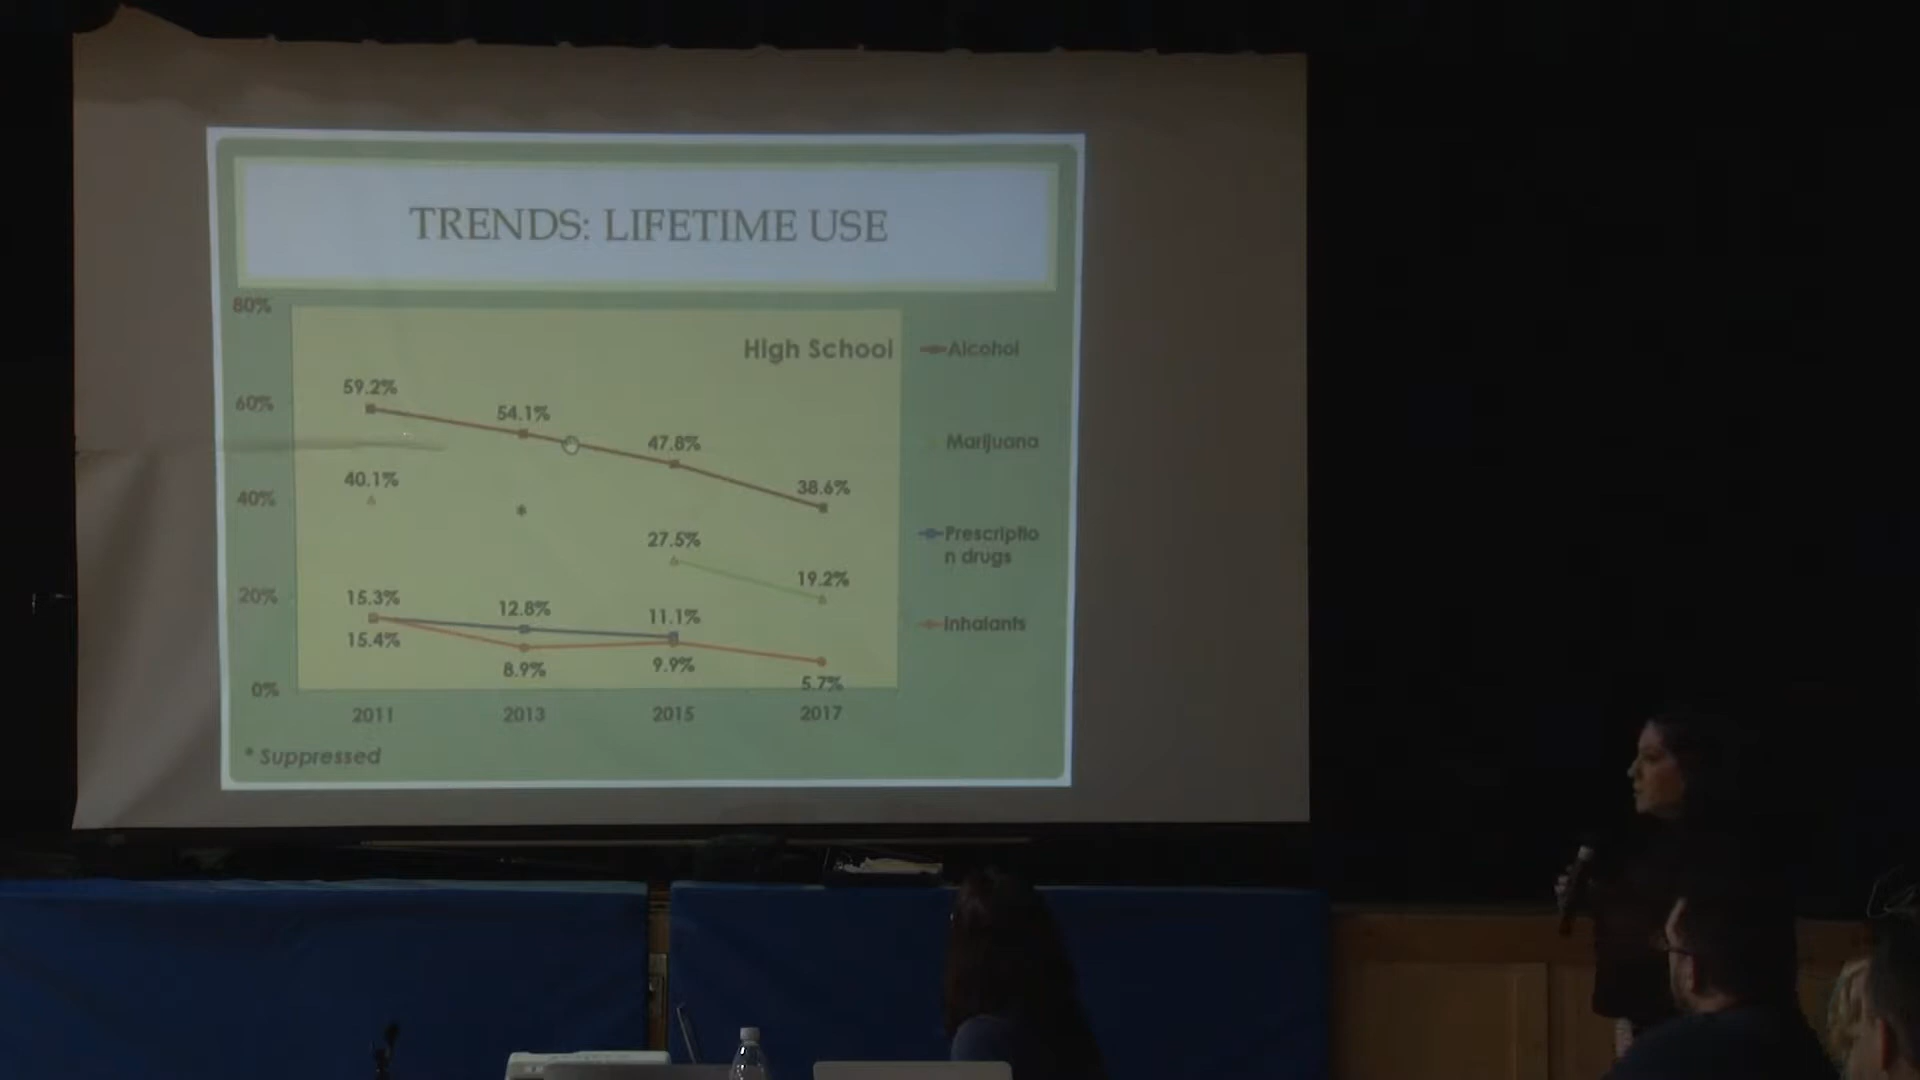 TRENDS: LIFETIME USE
80%
High School
Alcohol
59.2%
60%
54.1%
47.8%
Marijuana
40.1%
38.6%
40%
*
27.5%
Prescriptio
n drugs
19.2%
20%
15.3%
12.8%
11.1%
Inhalants
15.4%
8.9%
9.9%
5.7%
0%
2011 2013 2015 2017
* Suppressed